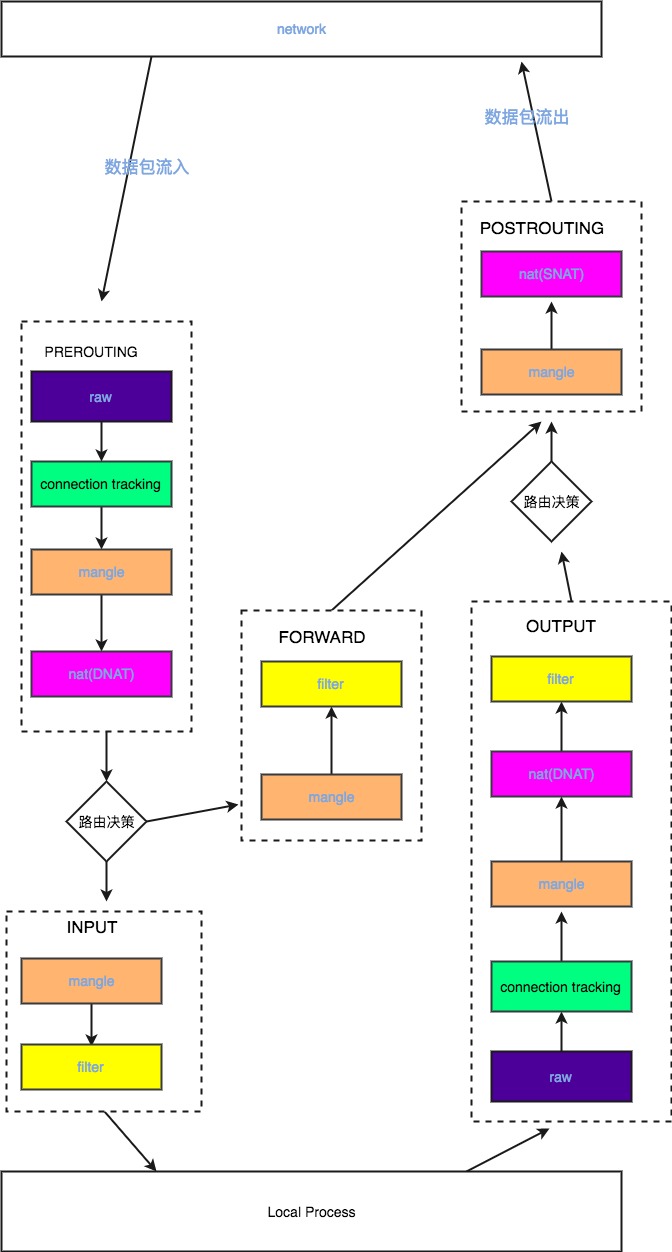 network
数据包流入
数据包流出
POSTROUTING
nat(SNAT)
mangle
路由决策
PREROUTING
raw
connection tracking
mangle
nat(DNAT)
路由决策
FORWARD
filter
mangle
OUTPUT
filter
nat(DNAT)
mangle
connection tracking
raw
INPUT
mangle
filter
Local Process